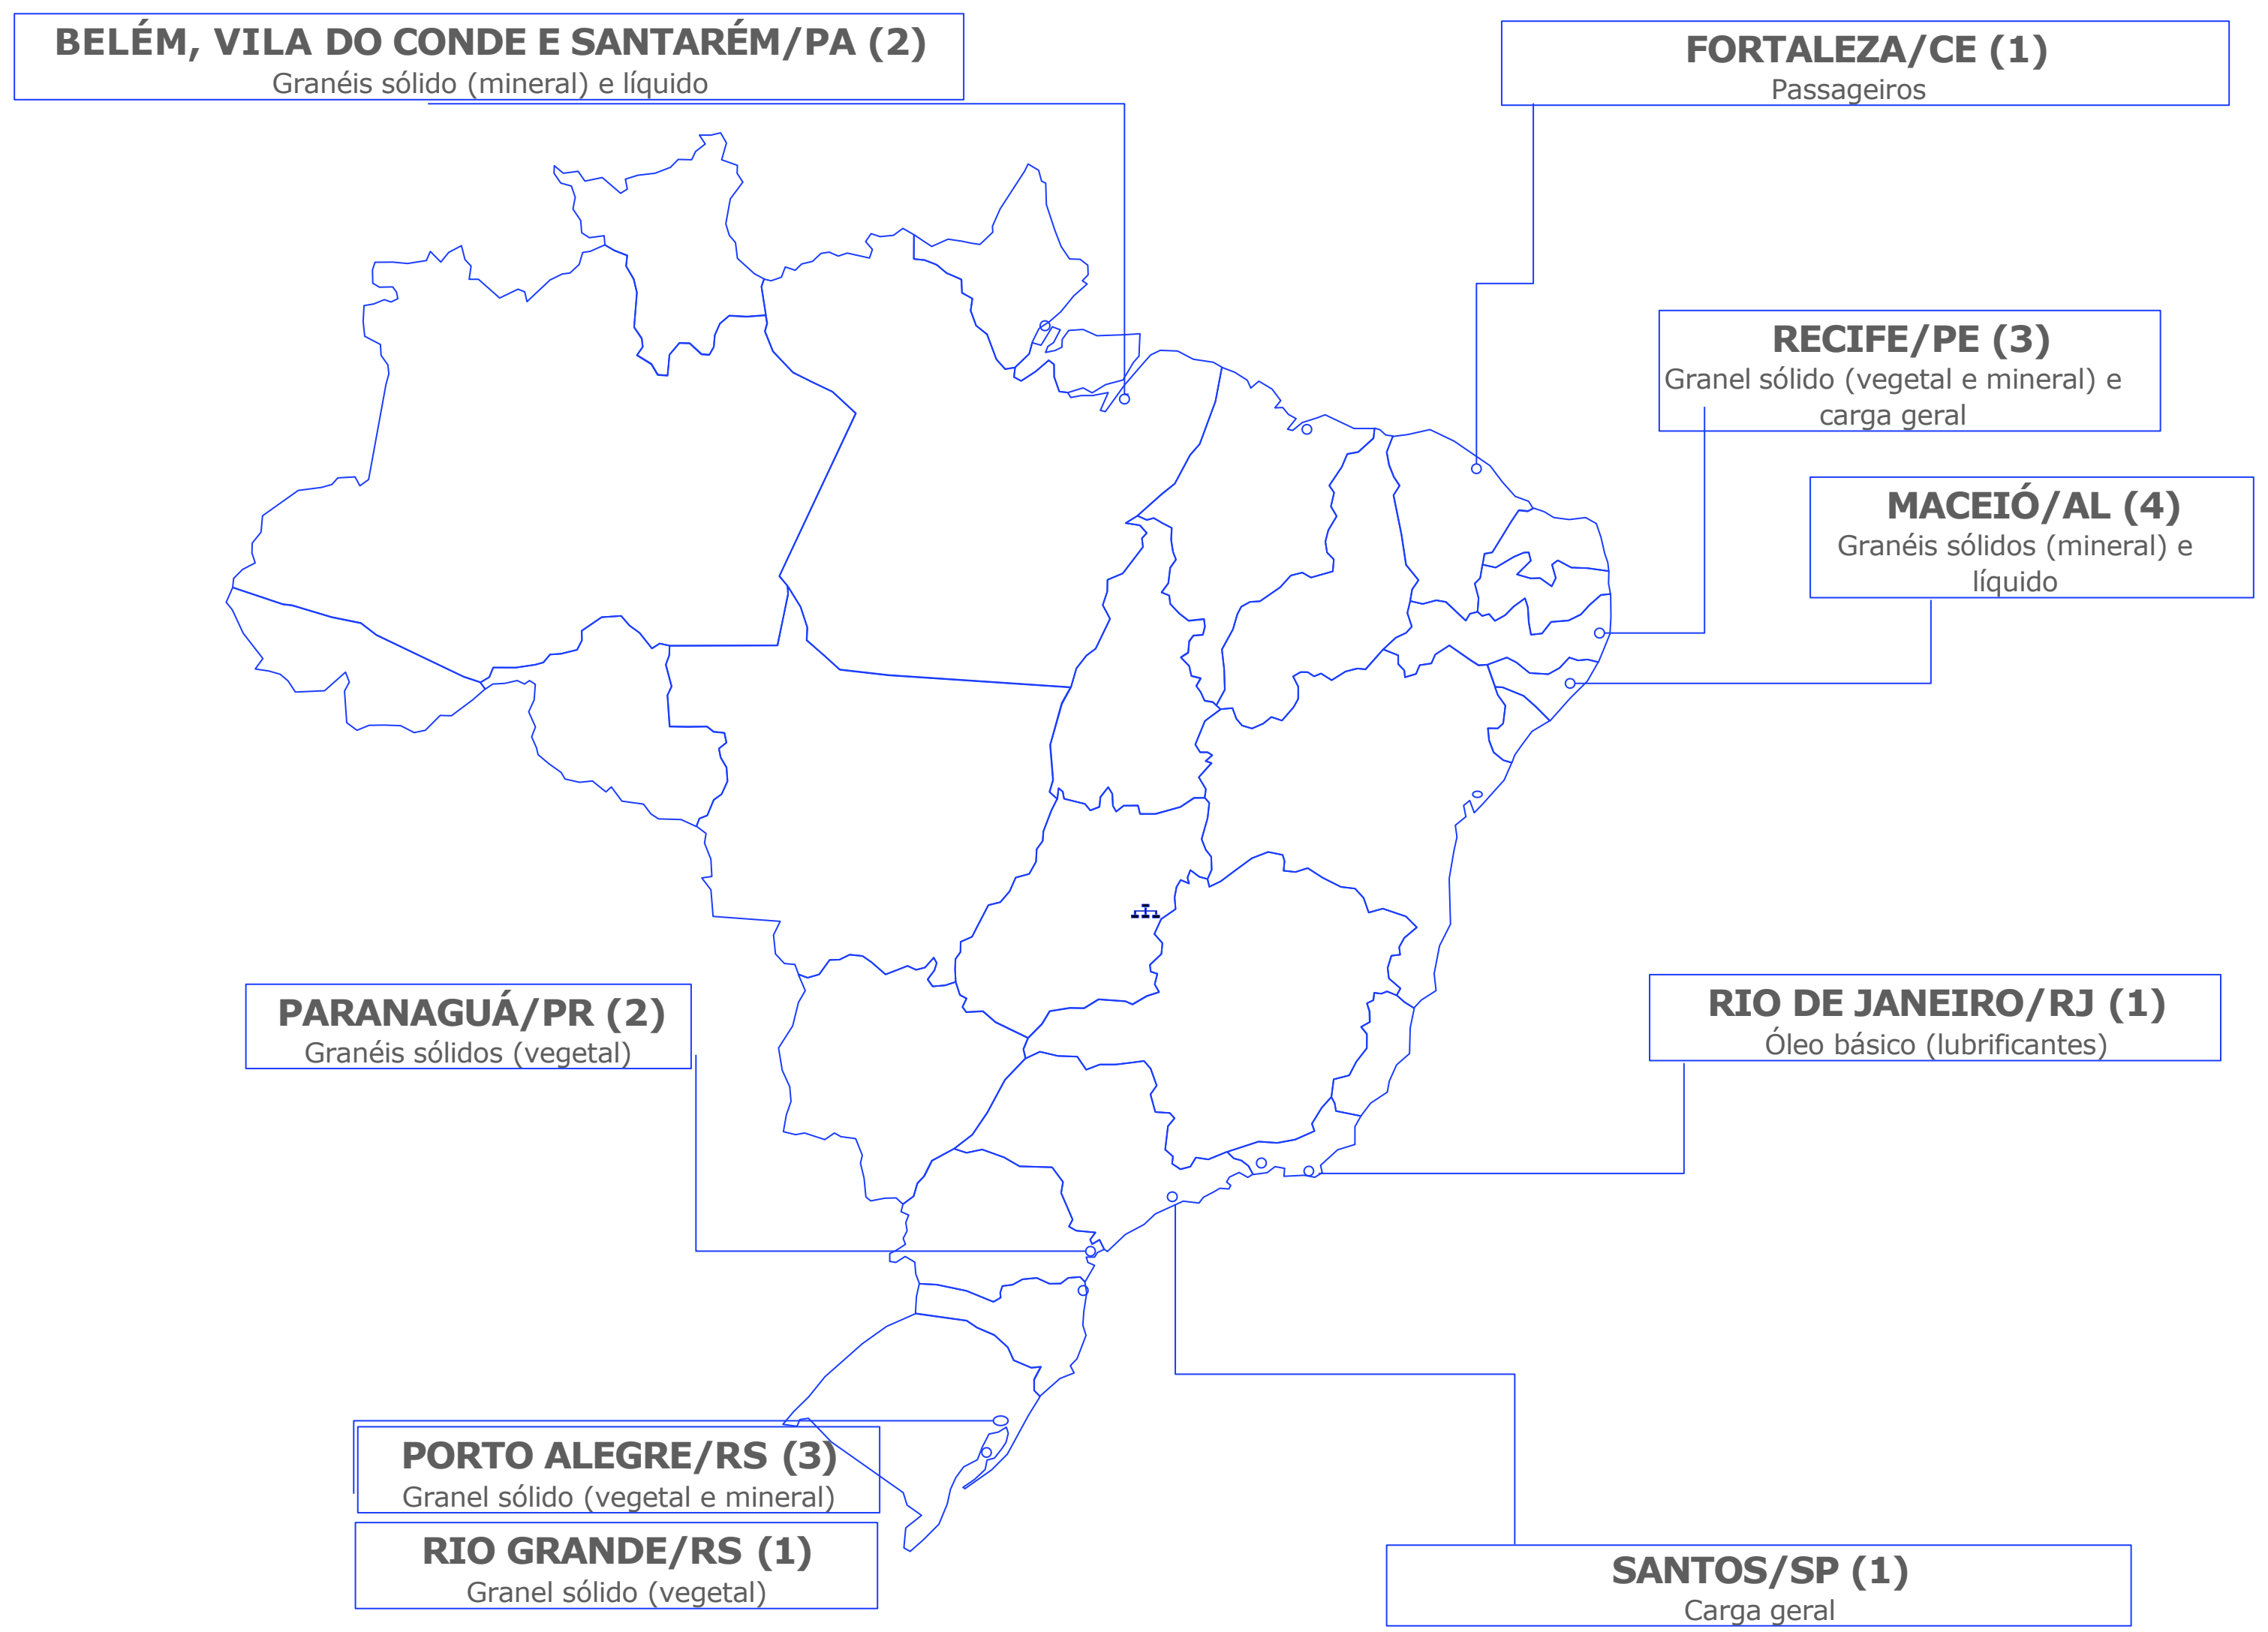 BELÉM, VILA DO CONDE E SANTARÉM/PA (2)
Granéis sólido (mineral) e líquido
FORTALEZA/CE (1)
Passageiros
RECIFE/PE (3)
Granel sólido (vegetal e mineral) e
carga geral
MACEIÓ/AL (4)
Granéis sólidos (mineral) e
líquido
PARANAGUÁ/PR (2)
Granéis sólidos (vegetal)
RIO DE JANEIRO/RJ (1)
Óleo básico (lubrificantes)
PORTO ALEGRE/RS (3)
Granel sólido (vegetal e mineral)
RIO GRANDE/RS (1)
Granel sólido (vegetal)
SANTOS/SP (1)
Carga geral